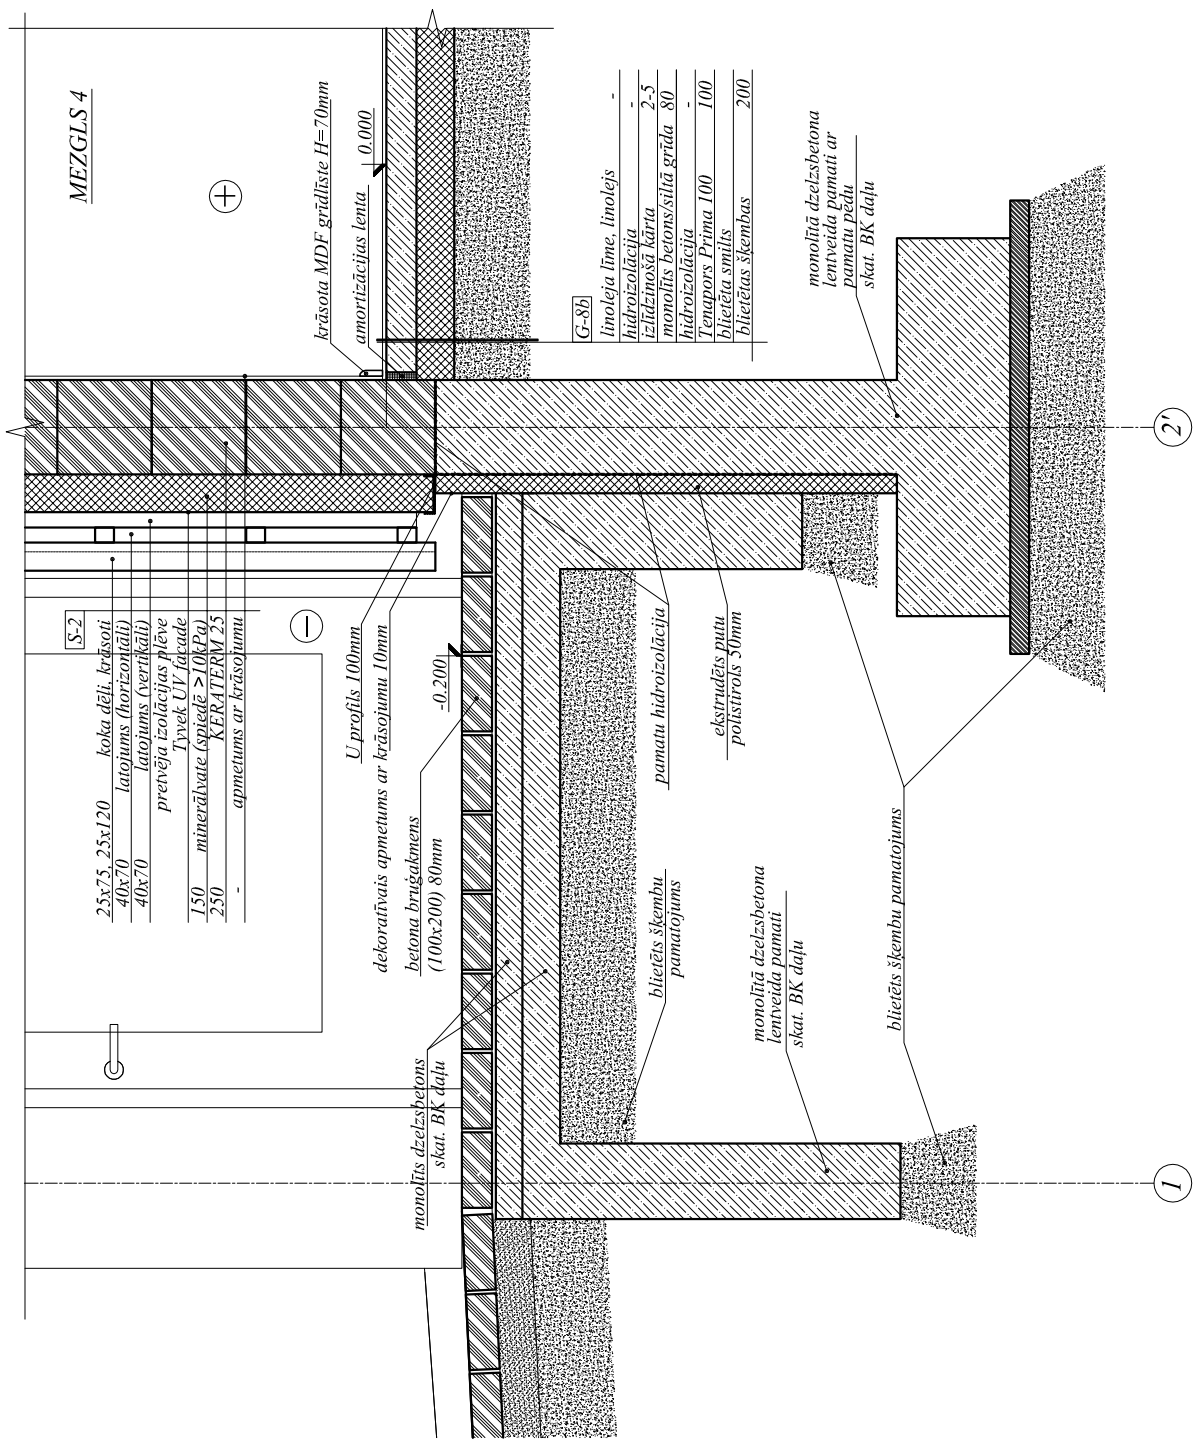 MEZGLS 4
+
krāsota MDF grīdlīste H=70mm
amortizācijas lenta
0.000
S-2
25x75, 25x120 koka dēļi, krāsoti
40x70 latojums (horizontāli)
40x70 latojums (vertikāli)
pretvēja izolācijas plēve
Tyvek UV facade
150 minerālvate (spiedē >10kPa)
250 KERATERM 25
- apmetums ar krāsojumu
−
U profils 100mm
dekoratīvais apmetums ar krāsojumu 10mm
-0.200
betona bruģakmens
(100x200) 80mm
monolīts dzelzsbetons
skat. BK daļu
G-8b
linoleja līme, linolejs -
hidroizolācija -
izlīdzinošā kārta 2-5
monolīts betons/siltā grīda 80
hidroizolācija -
Tenapors Prima 100 100
blietēta smilts
blietētas šķembas 200
pamatu hidroizolācija
ekstrudēts putu
polistirols 50mm
blietēts šķembu
pamatojums
monolītā dzelzsbetona
lentveida pamati
skat. BK daļu
monolītā dzelzsbetona
lentveida pamati ar
pamatu pēdu
skat. BK daļu
blietēts šķembu pamatojums
1
2'